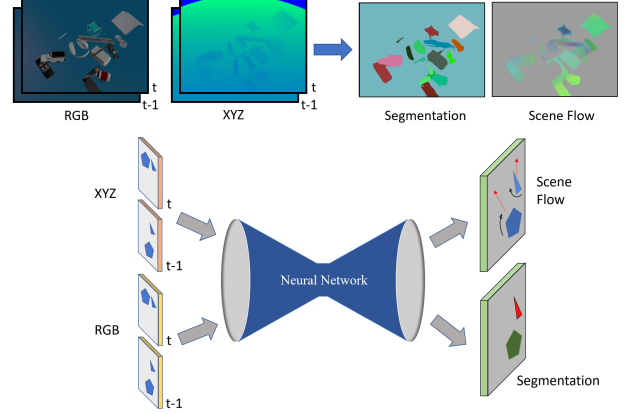 t
t-1
RGB
t
t-1
XYZ
Segmentation
Scene Flow
XYZ
t
t-1
RGB
t
t-1
Neural Network
Scene
Flow
Segmentation